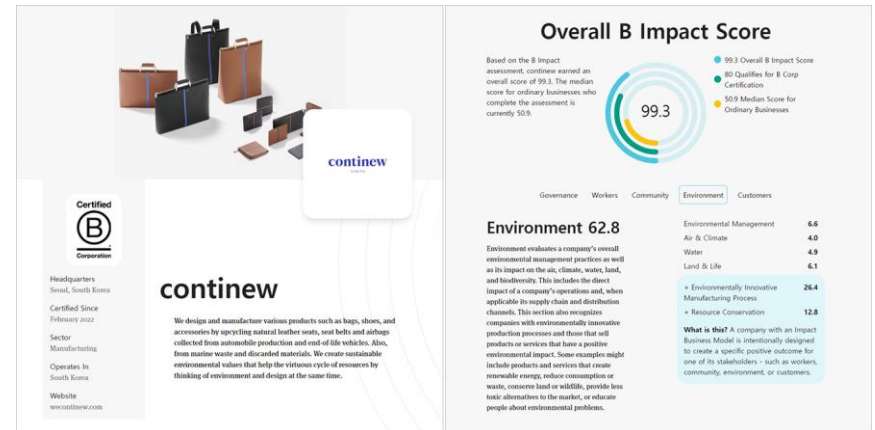 continew
Certified
B
Corporation
Headquarters
Seoul, South Korea
Certified Since
February 2022
Sector
Manufacturing
Operates In
South Korea
Website
wecontinew.com
continew
We design and manufacture various products such as bags, shoes, and
accessories by upcycling natural leather seats, seat belts and airbags
collected from automobile production and end-of-life vehicles. Also,
from marine waste and discarded materials. We create sustainable
environmental values that help the virtuous cycle of resources by
thinking of environment and design at the same time.
Overall B Impact Score
Based on the B Impact
assessment, continew earned an
overall score of 99.3. The median
score for ordinary businesses who
complete the assessment is
currently 50.9.
99.3
99.3 Overall B Impact Score
80 Qualifies for B Corp
Certification
50.9 Median Score for
Ordinary Businesses
Governance Workers Community Environment Customers
Environment 62.8
Environment evaluates a company's overall
environmental management practices as well
as its impact on the air, climate, water, land,
and biodiversity. This includes the direct
impact of a company's operations and, when
applicable its supply chain and distribution
channels. This section also recognizes
companies with environmentally innovative
production processes and those that sell
products or services that have a positive
environmental impact. Some examples might
include products and services that create
renewable energy, reduce consumption or
waste, conserve land or wildlife, provide less
toxic alternatives to the market, or educate
people about environmental problems.
Environmental Management 6.6
Air & Climate 4.0
Water 4.9
Land & Life 6.1
+ Environmentally Innovative 26.4
Manufacturing Process
+ Resource Conservation 12.8
What is this? A company with an Impact
Business Model is intentionally designed
to create a specific positive outcome for
one of its stakeholders - such as workers,
community, environment, or customers.